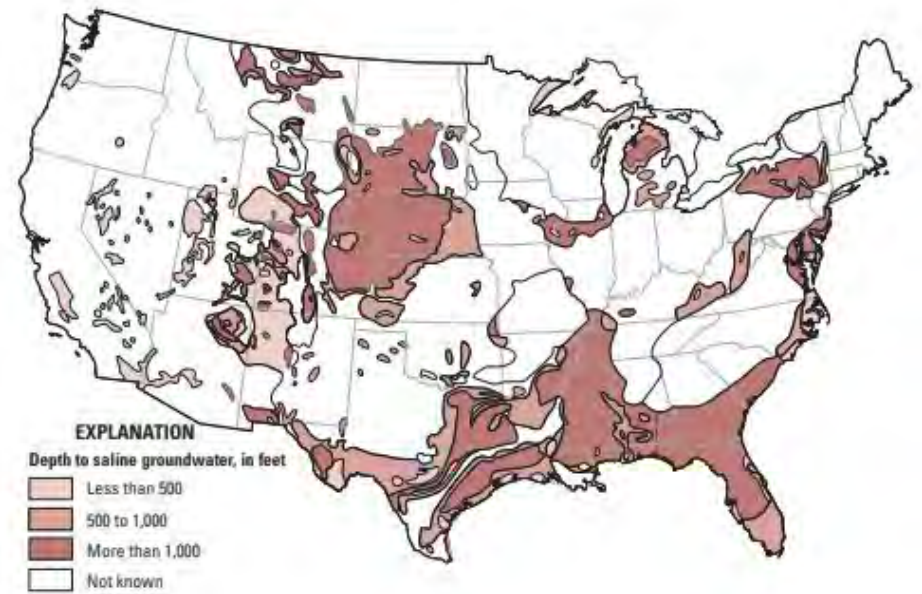 EXPLANATION
Depth to saline groundwater, in feet
Less than 500
500 to 1,000
More than 1,000
Not known